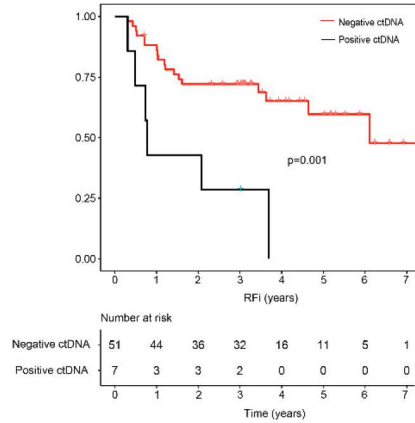 1.00
Negative ctDNA
Positive ctDNA
0.75
0.50
p=0.001
0.25
0.00
0 1 2 3 4 5 6 7
RFi (years)
Number at risk
Negative ctDNA 51 44 36 32 16 11 5 1
Positive ctDNA 7 3 3 2 0 0 0 0
0 1 2 3 4 5 6 7
Time (years)